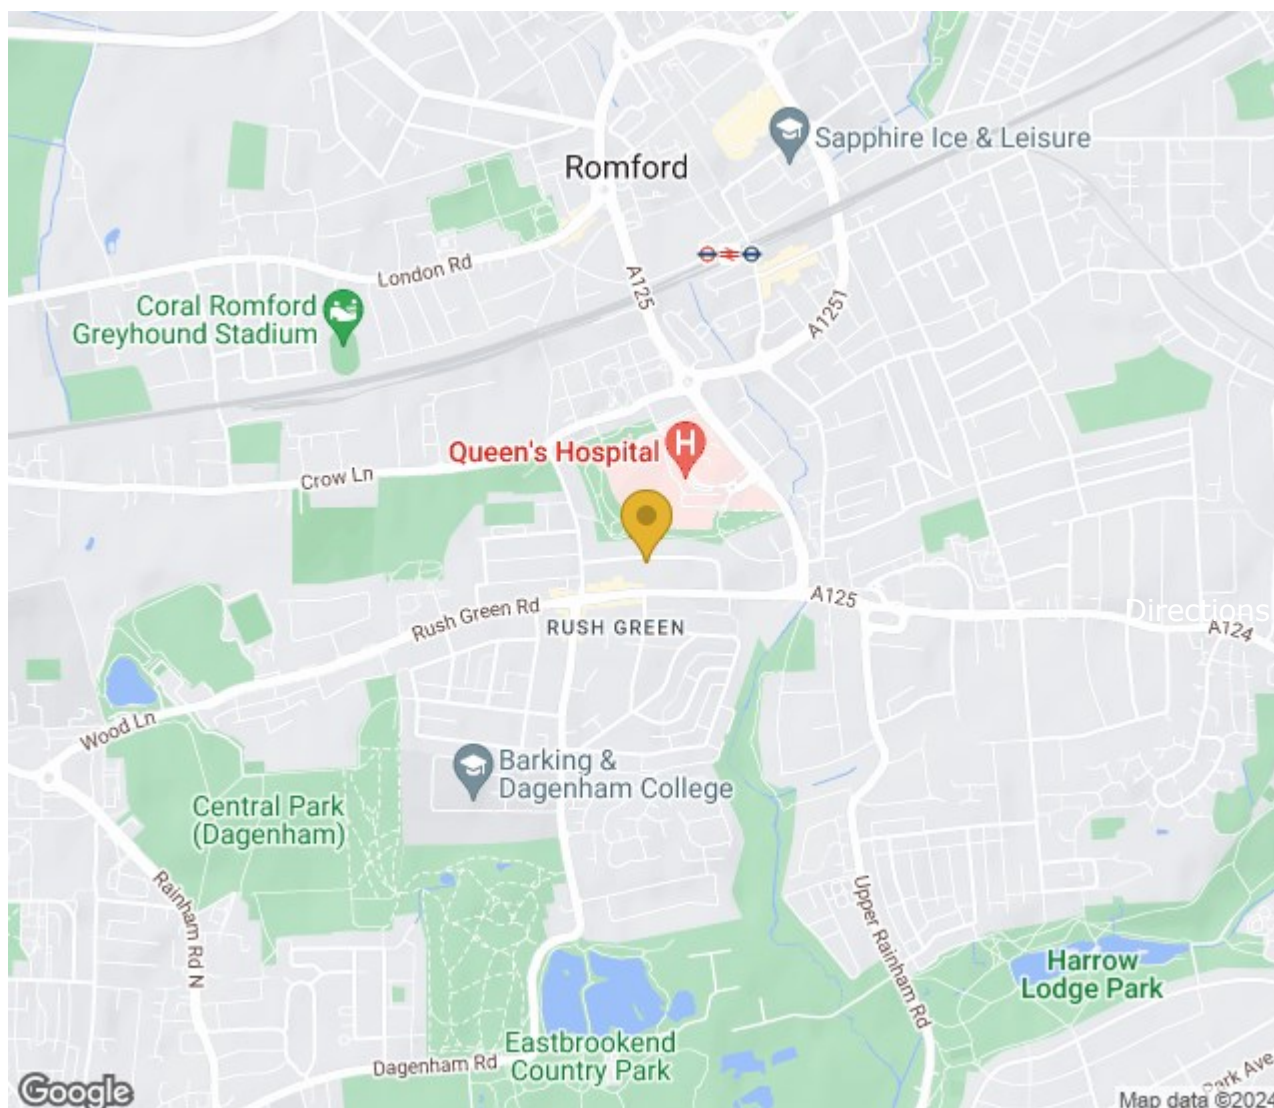 Sapphire Ice & Leisure
Romford
London Rd
A125
A1251
Coral Romford
Greyhound Stadium
Queen's Hospital
H
Crow Ln
Rush Green Rd
A125
Directions
RUSH GREEN
A124
Wood Ln
Barking &
Dagenham College
Central Park
(Dagenham)
Rainham Rd N
Upper Rainham Rd
Harrow
Lodge Park
Eastbrookend
Country Park
Dagenham Rd
Park Ave
Google
Map data ©2024